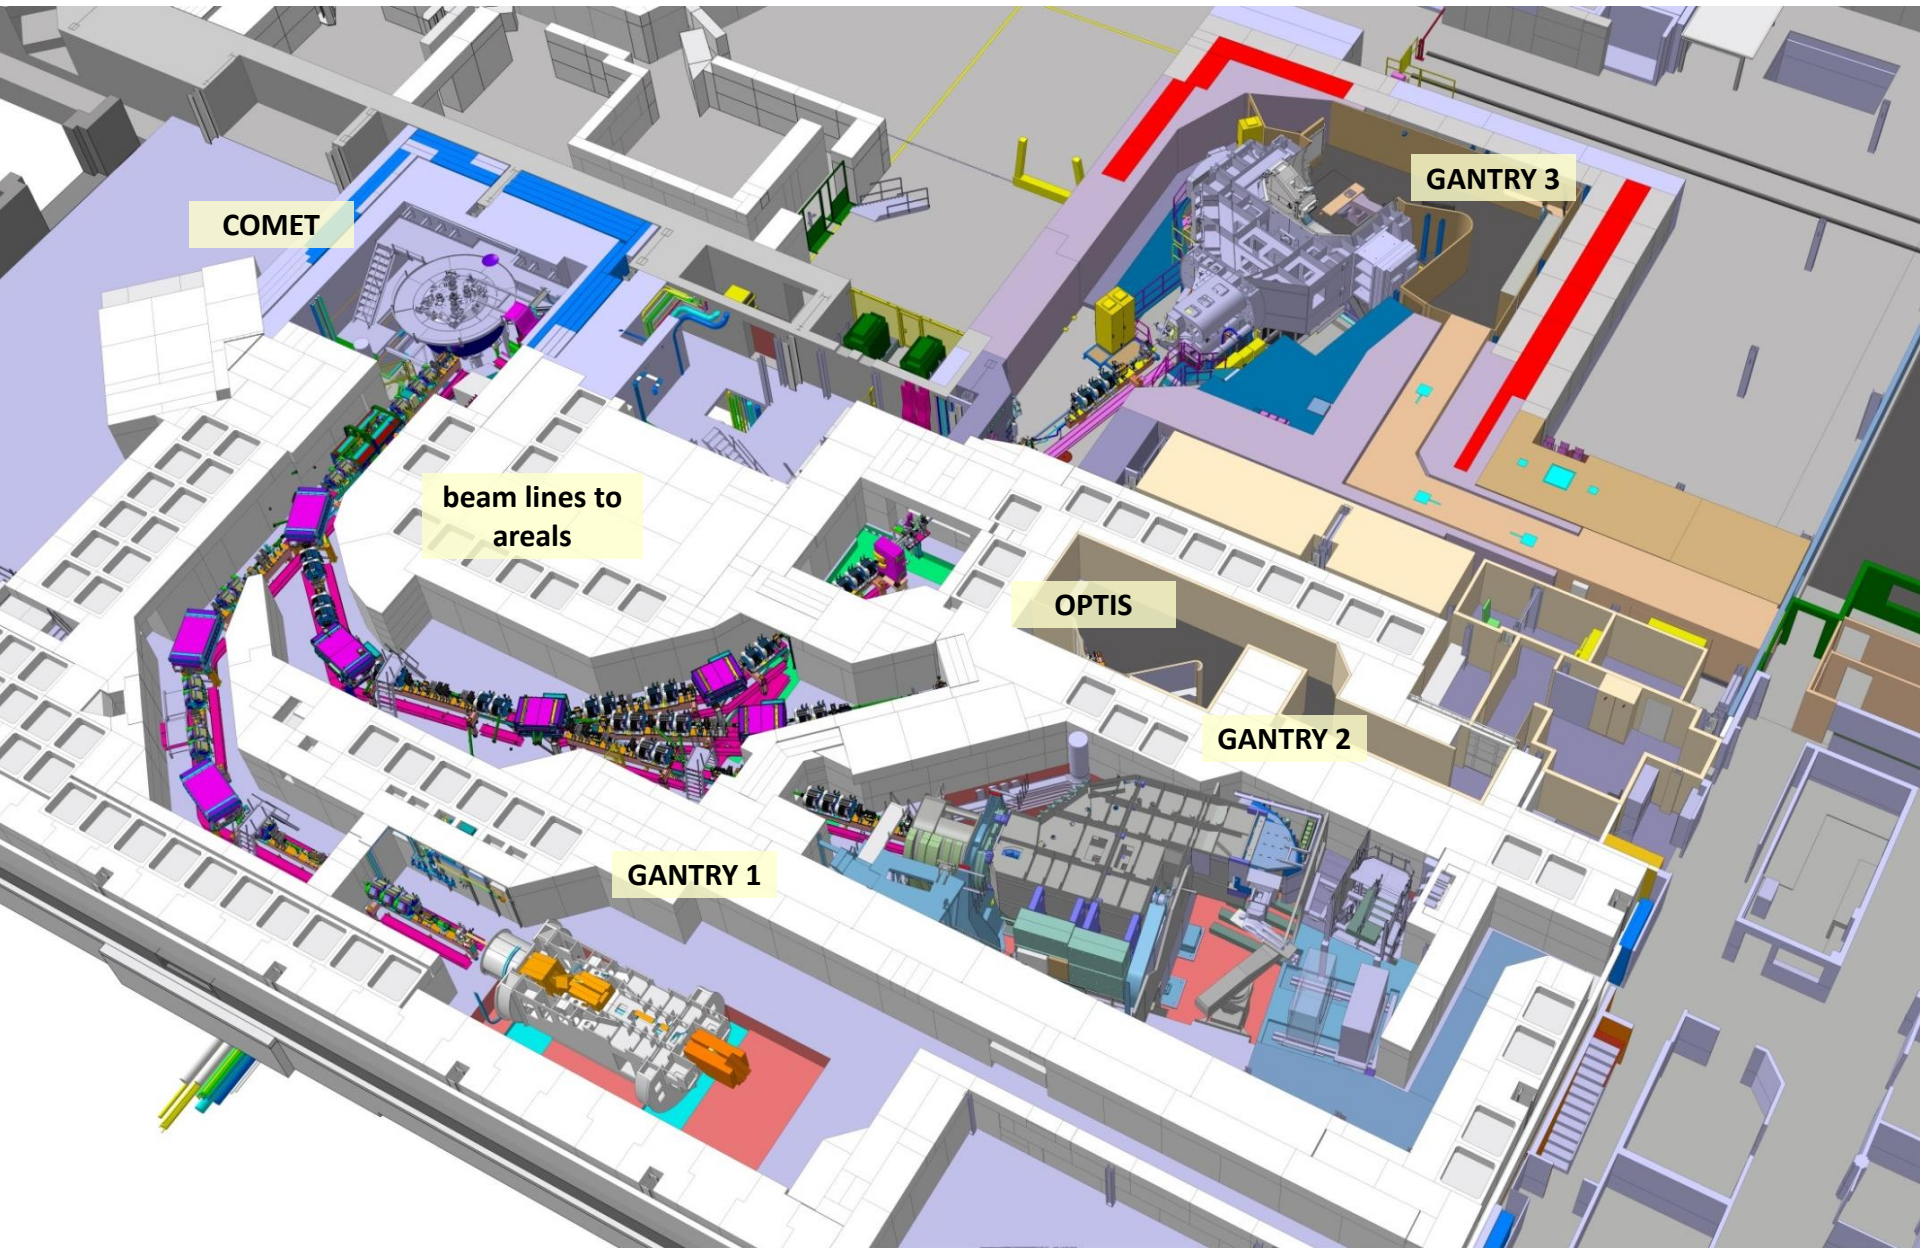 GANTRY 3
COMET
beam lines to
areals
OPTIS
GANTRY 2
GANTRY 1